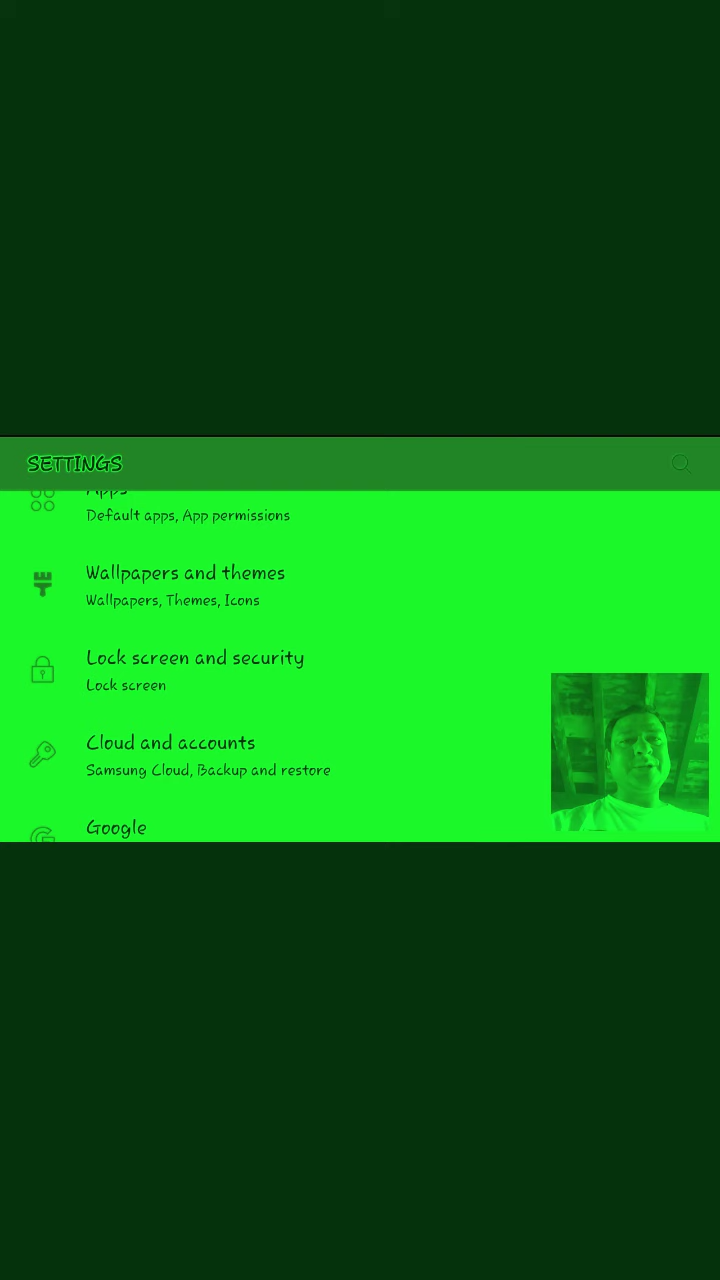 SETTINGS
Apps
Default apps, App permissions
Wallpapers and themes
Wallpapers, Themes, Icons
Lock screen and security
Lock screen
Cloud and accounts
Samsung Cloud, Backup and restore
Google